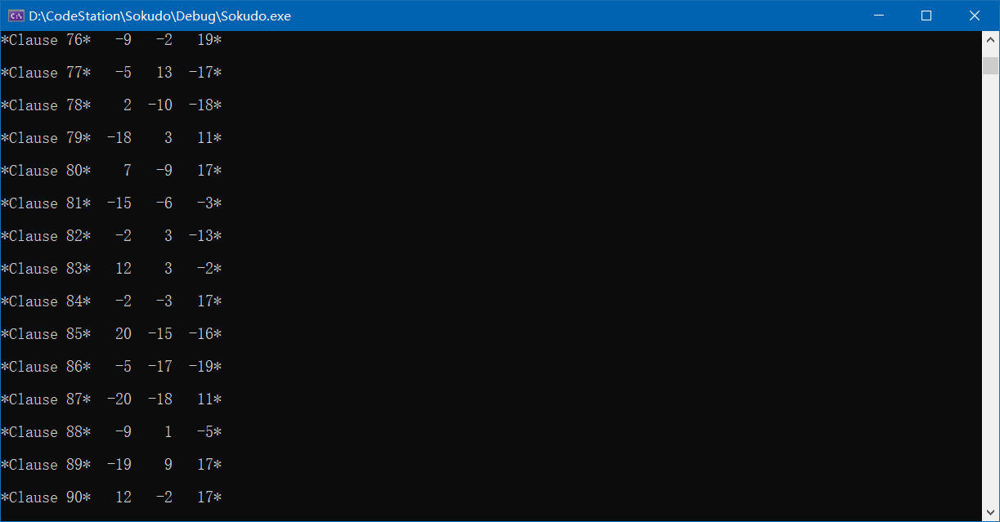 D:\CodeStation\Sokudo\Debug\Sokudo.exe
*Clause 76*   -9   -2   19*
*Clause 77*   -5   13  -17*
*Clause 78*    2  -10  -18*
*Clause 79*  -18    3   11*
*Clause 80*    7   -9   17*
*Clause 81*  -15   -6   -3*
*Clause 82*   -2    3  -13*
*Clause 83*   12    3   -2*
*Clause 84*   -2   -3   17*
*Clause 85*   20  -15  -16*
*Clause 86*   -5  -17  -19*
*Clause 87*  -20  -18   11*
*Clause 88*   -9    1   -5*
*Clause 89*  -19    9   17*
*Clause 90*   12   -2   17*